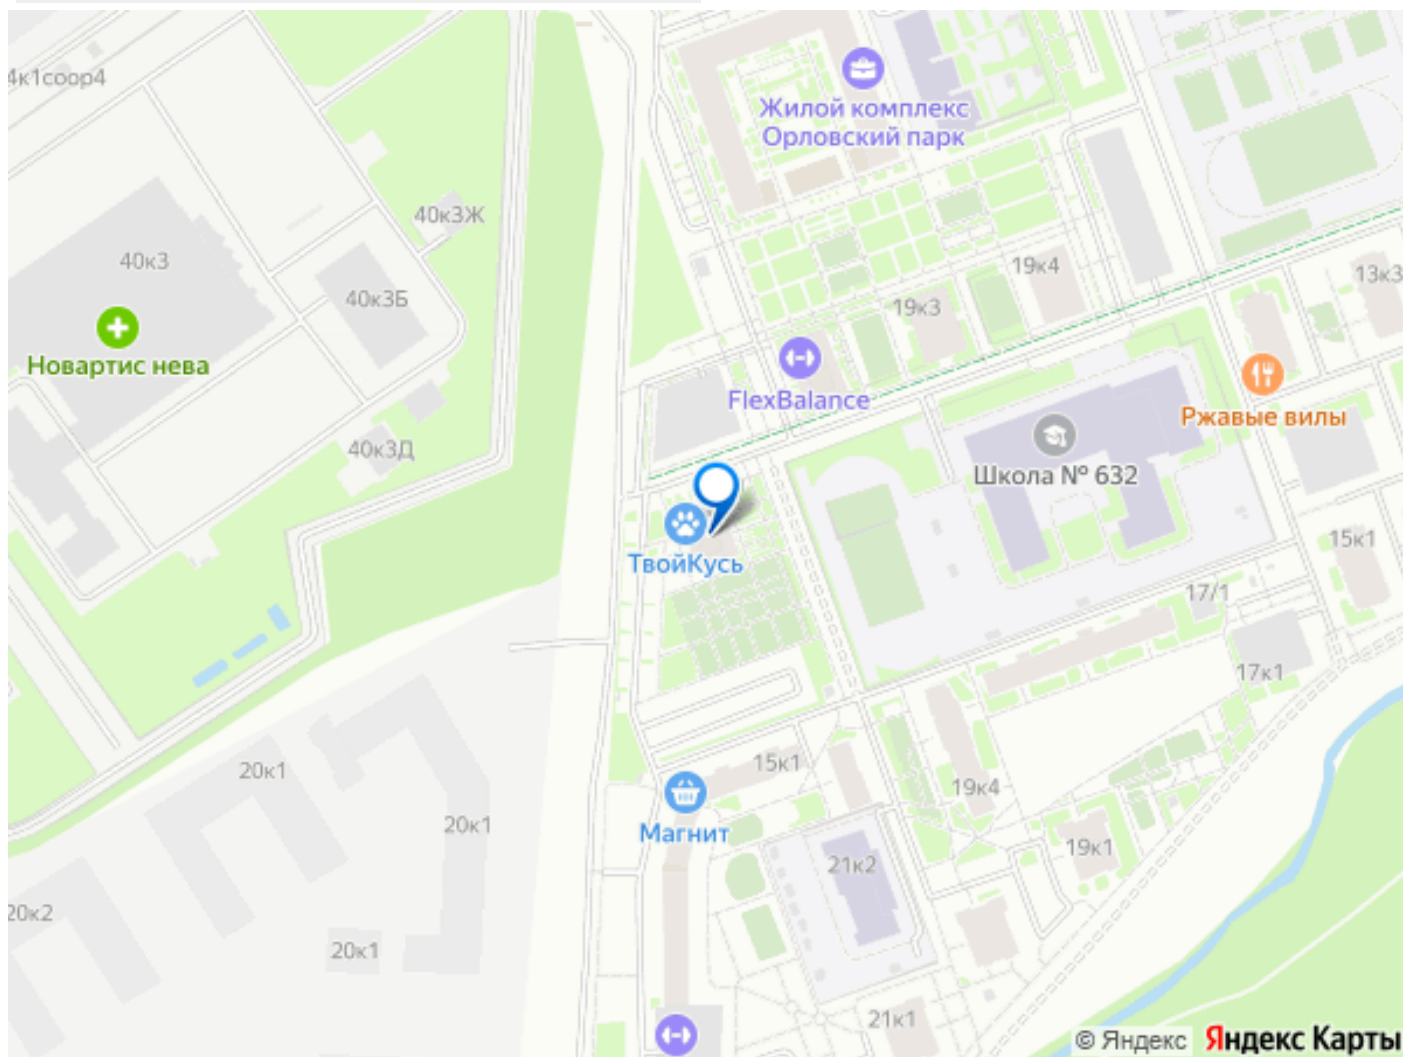 4к1соор4
Жилой комплекс
Орловский парк
40к3Ж
40к3
40к3Б
19к4
13к3
19к3
Новартис нева
FlexBalance
Ржавые вилы
40к3Д
Школа № 632
15к1
ТвойКусь
17/1
17к1
15к1
20к1
19к4
20к1
Магнит
19к1
21к2
20к2
20к1
21к1
© Яндекс Яндекс Карты